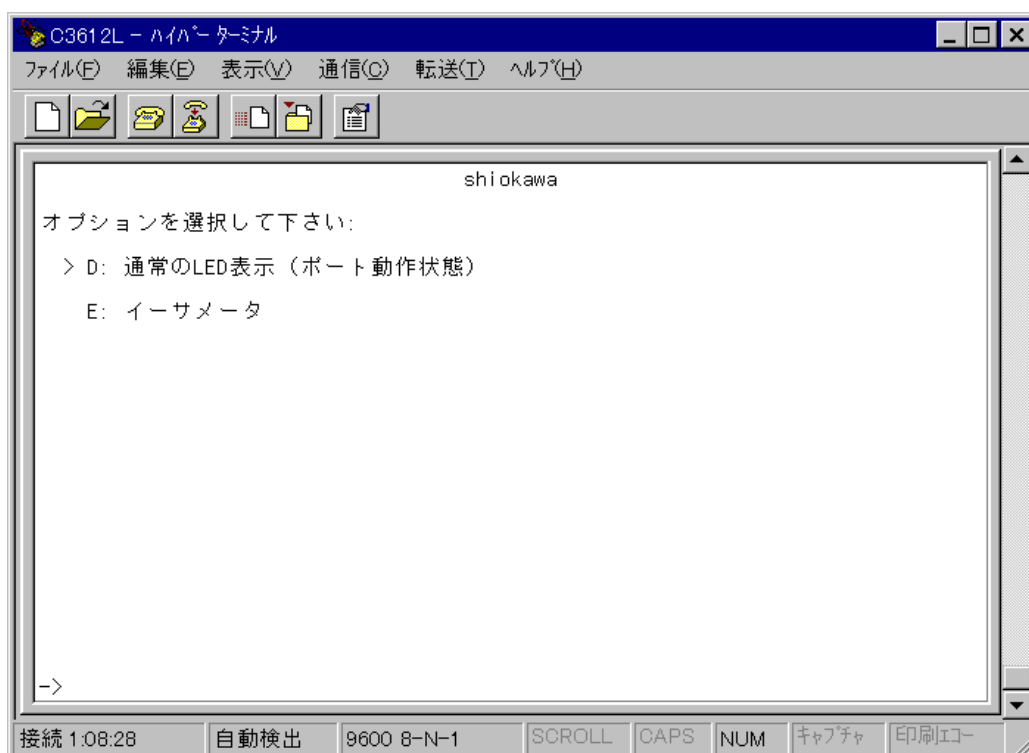 C3612L - ﾊｲﾊﾟｰ ﾀｰﾐﾅﾙ
ﾌｧｲﾙ(F) 編集(E) 表示(V) 通信(C) 転送(T) ﾍﾙﾌﾟ(H)
shiokawa
オプションを選択して下さい:
> D: 通常のLED表示（ポート動作状態）
E: イーサメータ
->
接続 1:08:28 自動検出 9600 8-N-1 SCROLL CAPS NUM ｷｬﾌﾟﾁｬ 印刷ｴｺｰ